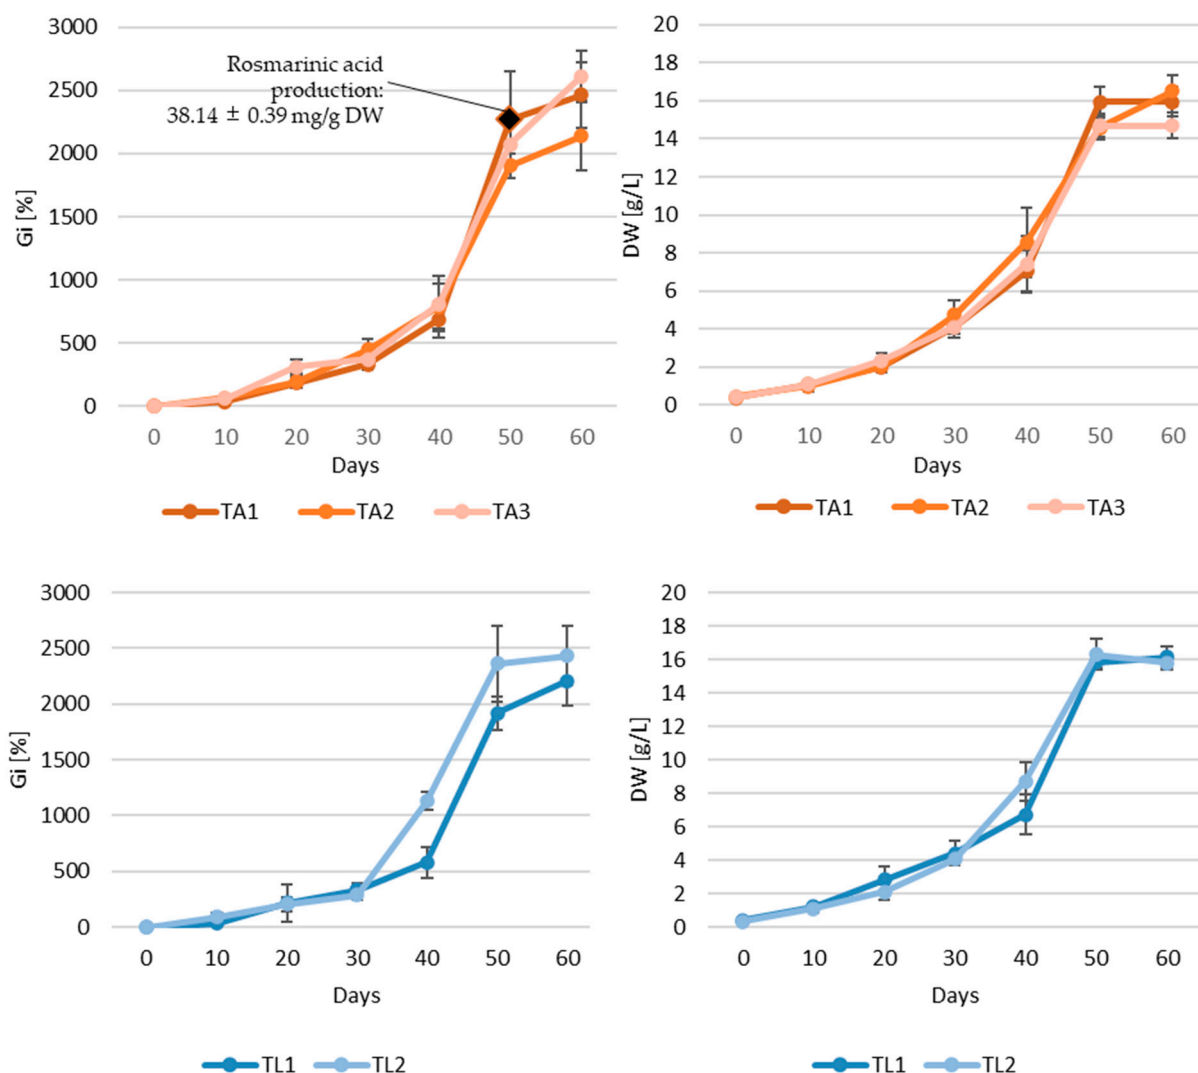 3000
2500
2000
1500
1000
500
0
Gi [%]
Rosmarinic acid
production:
38.14 ± 0.39 mg/g DW
0 10 20 30 40 50 60
Days
TA1 TA2 TA3
20
18
16
14
12
10
8
6
4
2
0
DW [g/L]
0 10 20 30 40 50 60
Days
TA1 TA2 TA3
3000
2500
2000
1500
1000
500
0
Gi [%]
0 10 20 30 40 50 60
Days
TL1 TL2
20
18
16
14
12
10
8
6
4
2
0
DW [g/L]
0 10 20 30 40 50 60
Days
TL1 TL2